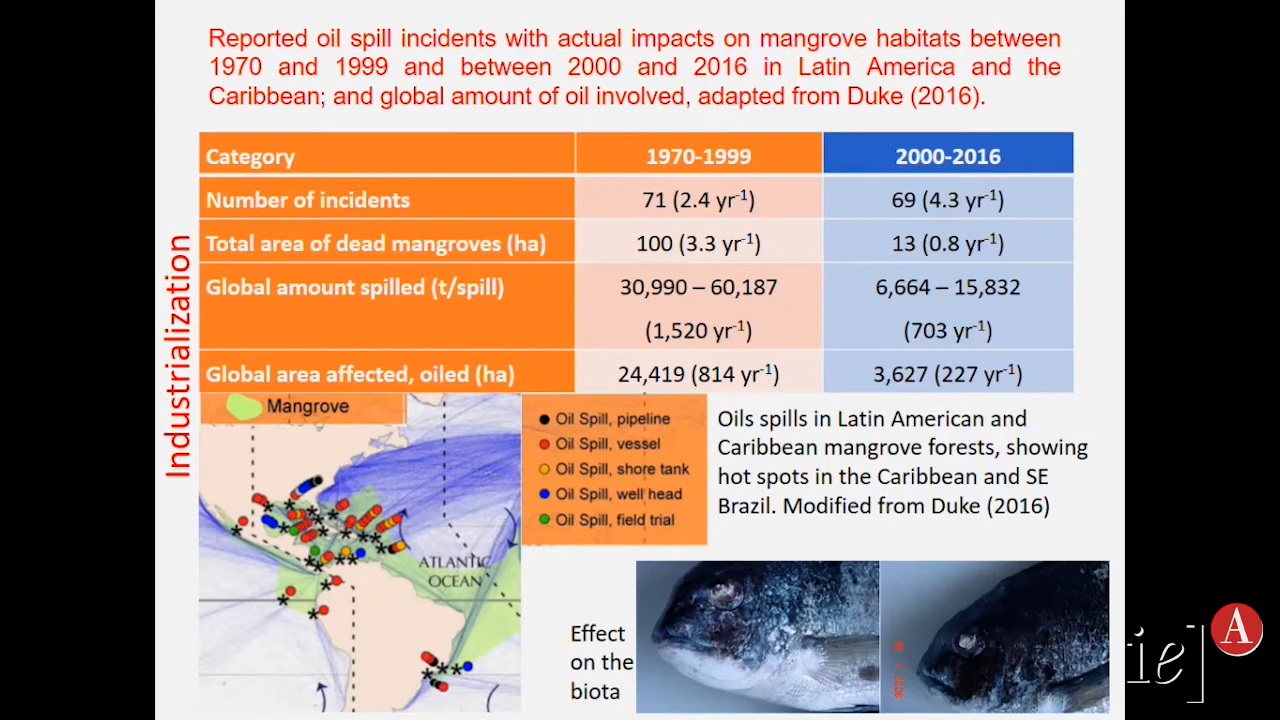 Reported oil spill incidents with actual impacts on mangrove habitats between
1970 and 1999 and between 2000 and 2016 in Latin America and the
Caribbean; and global amount of oil involved, adapted from Duke (2016).
Category 1970-1999 2000-2016
Number of incidents 71 (2.4 yr-1) 69 (4.3 yr-1)
Total area of dead mangroves (ha) 100 (3.3 yr-1) 13 (0.8 yr-1)
Global amount spilled (t/spill) 30,990 – 60,187 6,664 – 15,832
(1,520 yr-1) (703 yr-1)
Global area affected, oiled (ha) 24,419 (814 yr-1) 3,627 (227 yr-1)
Industrialization
Mangrove
Oil Spill, pipeline
Oil Spill, vessel
Oil Spill, shore tank
Oil Spill, well head
Oil Spill, field trial
Oils spills in Latin American and
Caribbean mangrove forests, showing
hot spots in the Caribbean and SE
Brazil. Modified from Duke (2016)
ATLANTIC
OCEAN
Effect
on the
biota
A
ie]